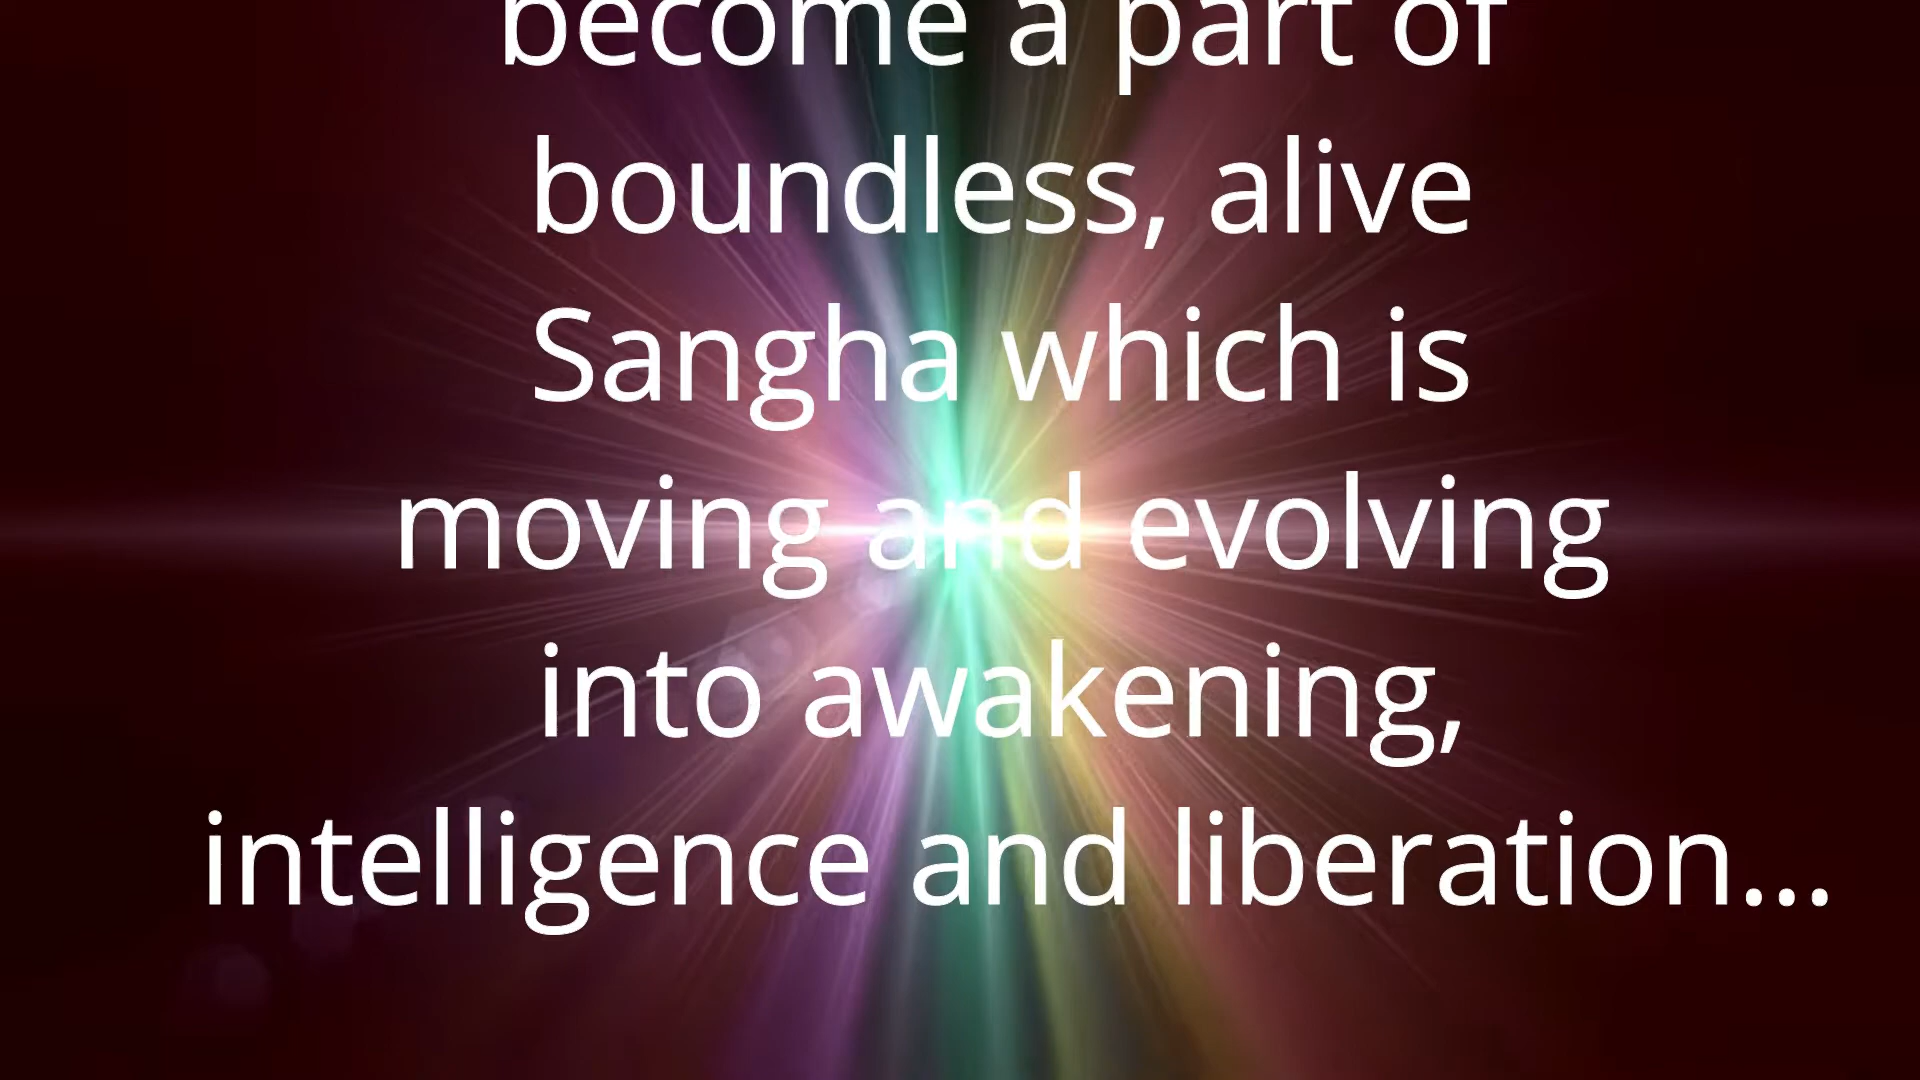 become a part of
boundless, alive
Sangha which is
moving and evolving
into awakening,
intelligence and liberation...